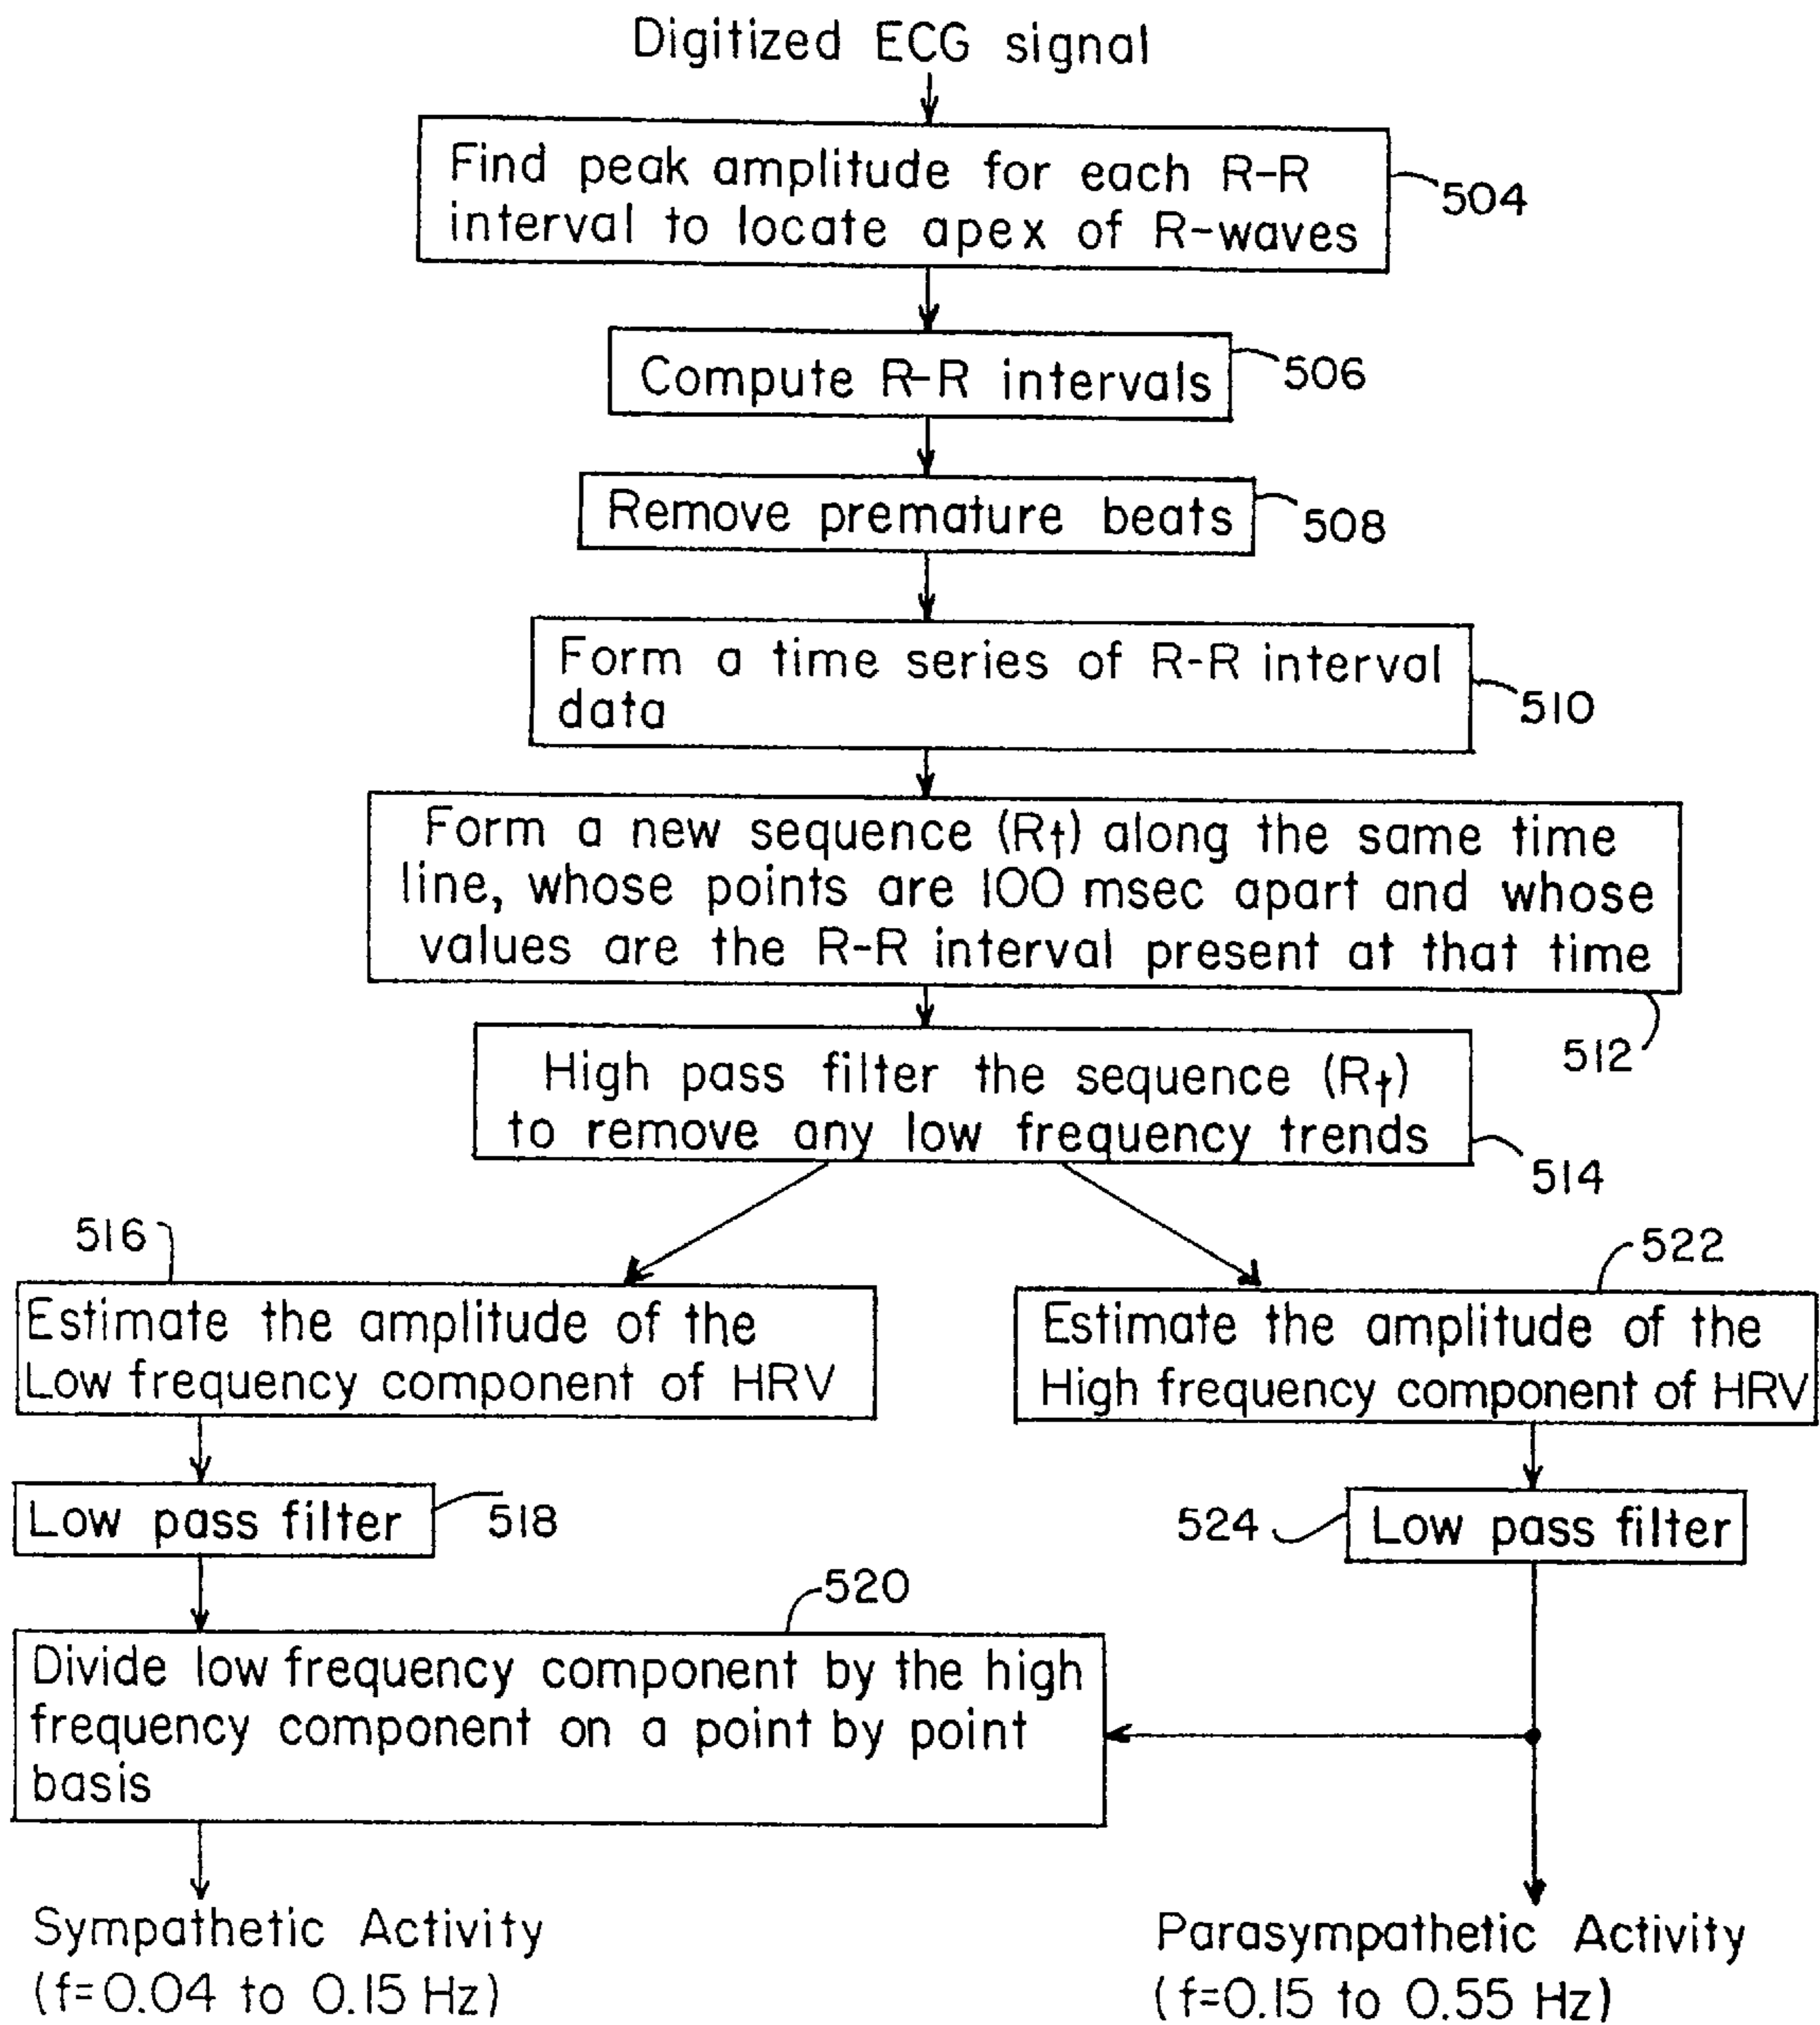 Digitized ECG signal
Find peak amplitude for each R-R
interval to locate apex of R-waves
504
Compute R-R intervals
506
Remove premature beats
508
Form a time series of R-R interval
data
510
Form a new sequence (Rt) along the same time
line, whose points are 100 msec apart and whose
values are the R-R interval present at that time
512
High pass filter the sequence (Rt)
to remove any low frequency trends
514
516
Estimate the amplitude of the
Low frequency component of HRV
522
Estimate the amplitude of the
High frequency component of HRV
Low pass filter
518
524
Low pass filter
520
Divide low frequency component by the high
frequency component on a point by point
basis
Sympathetic Activity
(f=0.04 to 0.15 Hz)
Parasympathetic Activity
(f=0.15 to 0.55 Hz)